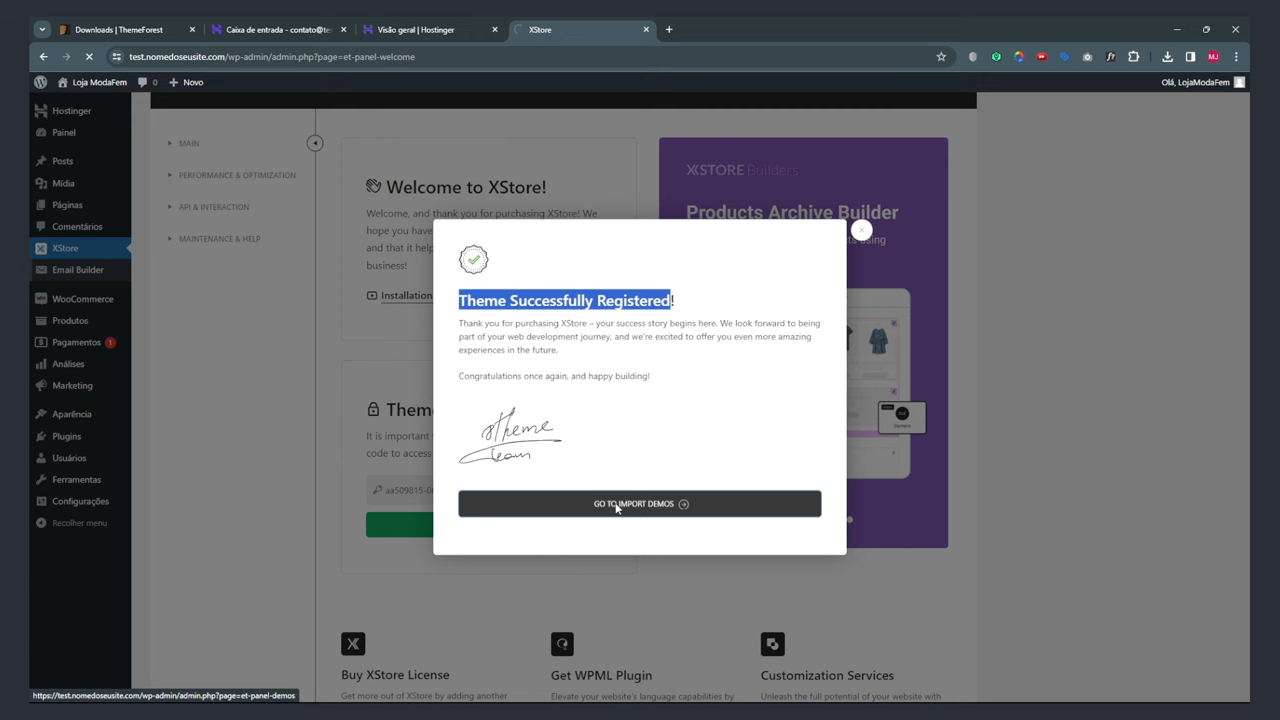 Downloads | ThemeForest
Caixa de entrada - contato@te
Visão geral | Hostinger
XStore
test.nomedoseusite.com/wp-admin/admin.php?page=et-panel-welcome
MJ
Loja ModaFem
0
Novo
Olá, LojaModaFem
Hostinger
Painel
Posts
Mídia
Páginas
Comentários
XStore
Email Builder
WooCommerce
Produtos
Pagamentos 1
Análises
Marketing
Aparência
Plugins
Usuários
Ferramentas
Configurações
Recolher menu
MAIN
PERFORMANCE & OPTIMIZATION
API & INTERACTION
MAINTENANCE & HELP
Welcome to XStore!
Welcome, and thank you for purchasing XStore! We
hope you have
and that it help
business!
Installation
XSTORE Builders
Products Archive Builder
using
Theme Successfully Registered!
Thank you for purchasing XStore – your success story begins here. We look forward to being
part of your web development journey, and we're excited to offer you even more amazing
experiences in the future.
Congratulations once again, and happy building!
8theme
team
GO TO IMPORT DEMOS
Them
It is important
code to access
aa509815-0
Buy XStore License
Get more out of XStore by adding another
Get WPML Plugin
Elevate your website's language capabilities by
Customization Services
Unleash the full potential of your website with
https://test.nomedoseusite.com/wp-admin/admin.php?page=et-panel-demos